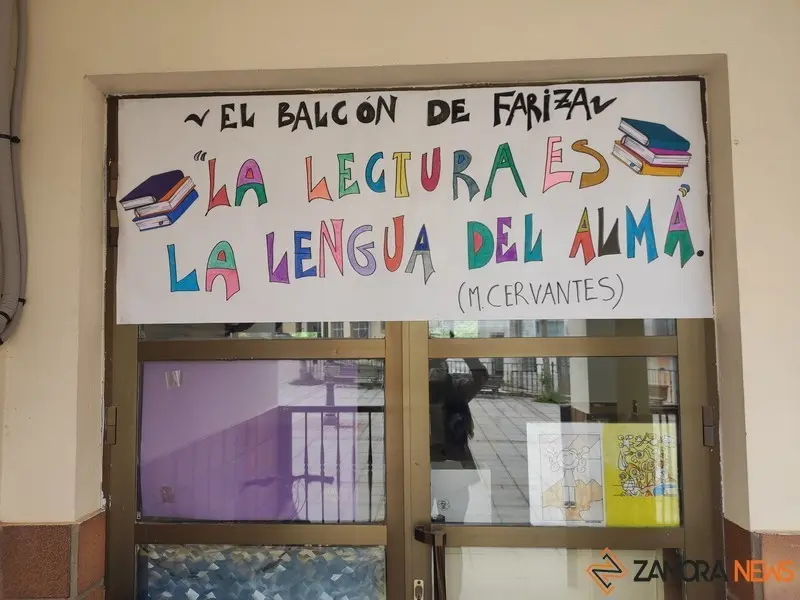 ~ EL BALCÓN DE FARIZA ~
"LA LECTURA ES
LA LENGUA DEL ALMA".
(M. CERVANTES)
ZAMORA NEWS